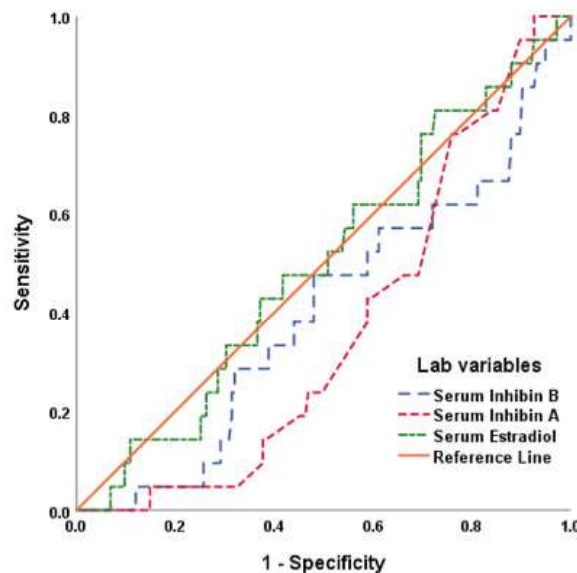 1.0
0.8
0.6
0.4
0.2
0.0
Sensitivity
Lab variables
Serum Inhibin B
Serum Inhibin A
Serum Estradiol
Reference Line
0.0 0.2 0.4 0.6 0.8 1.0
1 - Specificity